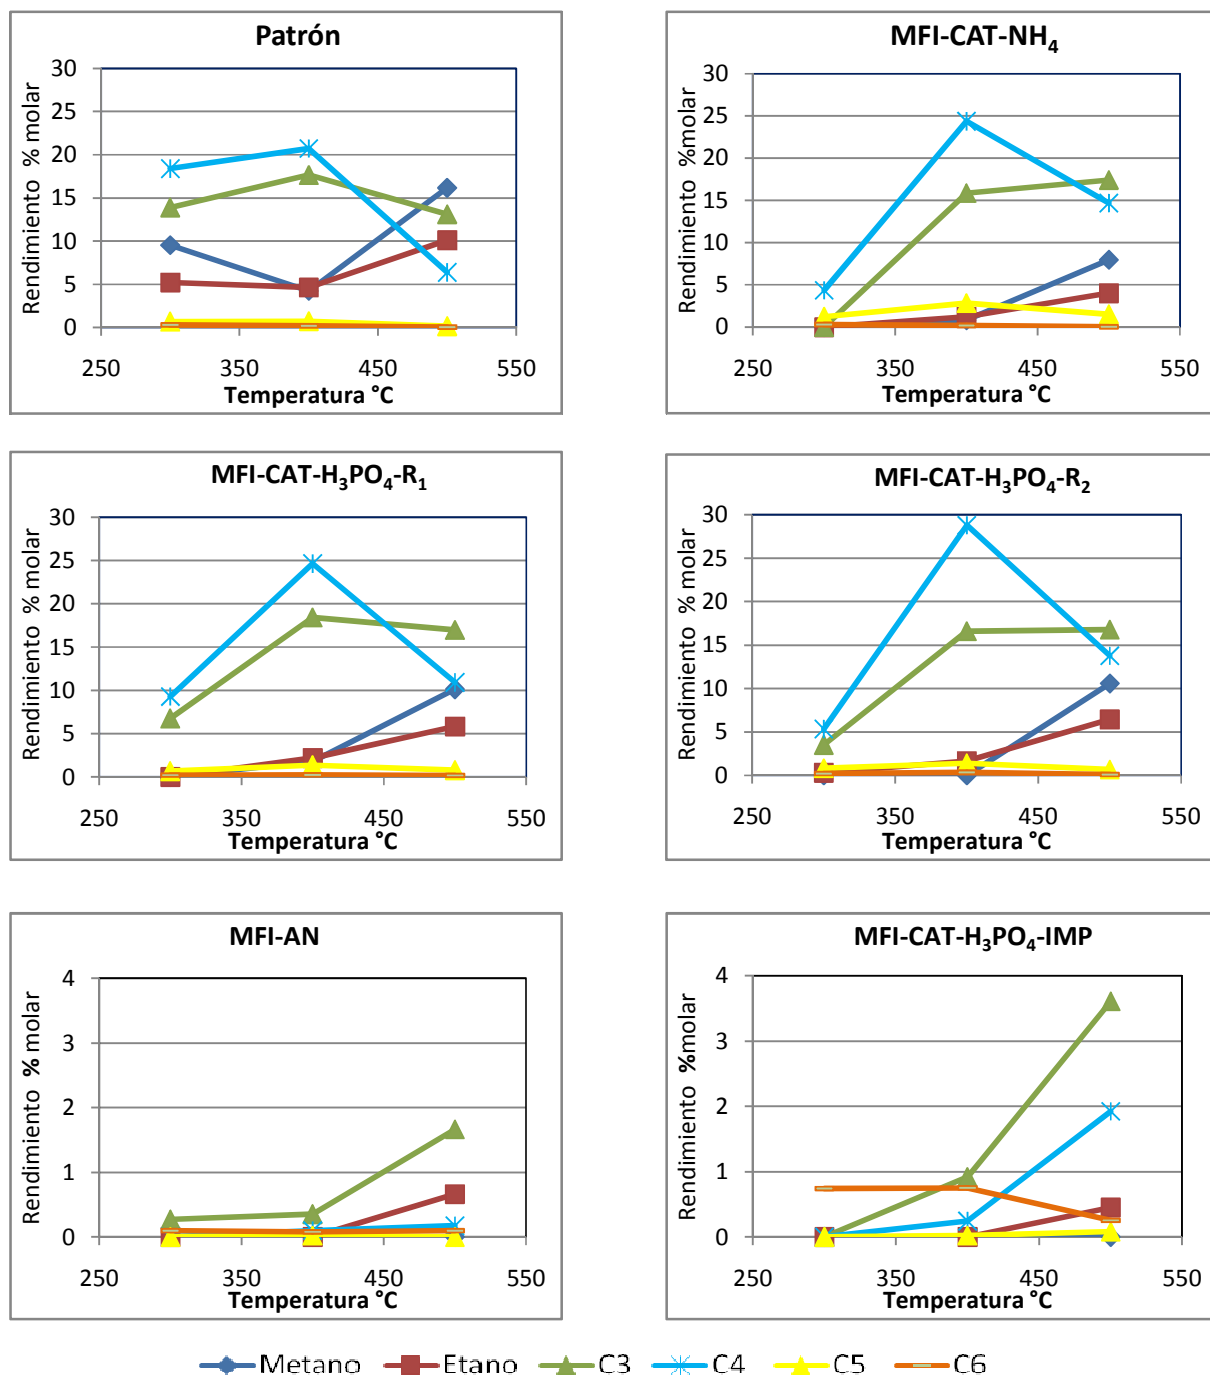 Patrón
Rendimiento % molar
30
25
20
15
10
5
0
250 350 450 550
Temperatura °C
MFI-CAT-NH₄
Rendimiento %molar
30
25
20
15
10
5
0
250 350 450 550
Temperatura °C
MFI-CAT-H₃PO₄-R₁
Rendimiento % molar
30
25
20
15
10
5
0
250 350 450 550
Temperatura °C
MFI-CAT-H₃PO₄-R₂
Rendimiento % molar
30
25
20
15
10
5
0
250 350 450 550
Temperatura °C
MFI-AN
Rendimiento % molar
4
3
2
1
0
250 350 450 550
Temperatura °C
MFI-CAT-H₃PO₄-IMP
Rendimiento %molar
4
3
2
1
0
250 350 450 550
Temperatura °C
Metano Etano C3 C4 C5 C6